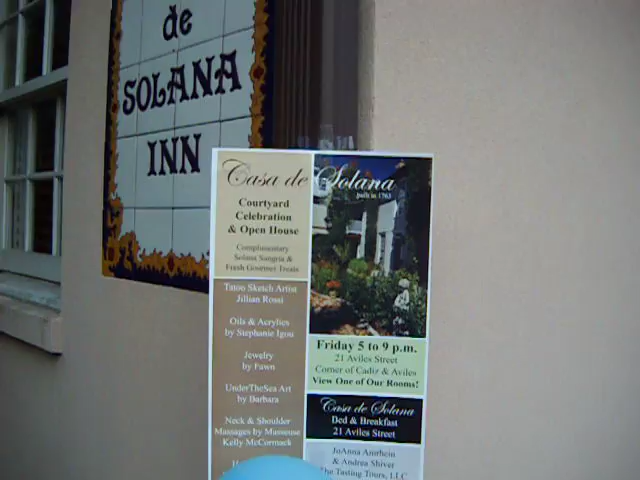 de
SOLANA
INN
Casa de Solana
built in 1763
Courtyard
Celebration
& Open House
Complimentary
Solana Sangria &
Fresh Gourmet Treats
Tatoo Sketch Artist
Jillian Rossi
Oils & Acrylics
by Stephanie Igou
Jewelry
by Fawn
UnderTheSea Art
by Barbara
Neck & Shoulder
Massages by Masseuse
Kelly McCormack
Friday 5 to 9 p.m.
21 Aviles Street
Corner of Cadiz & Aviles
View One of Our Rooms!
Casa de Solana
Bed & Breakfast
21 Aviles Street
JoAnna Amrhein
& Andrea Shiver
The Tasting Tours, LLC